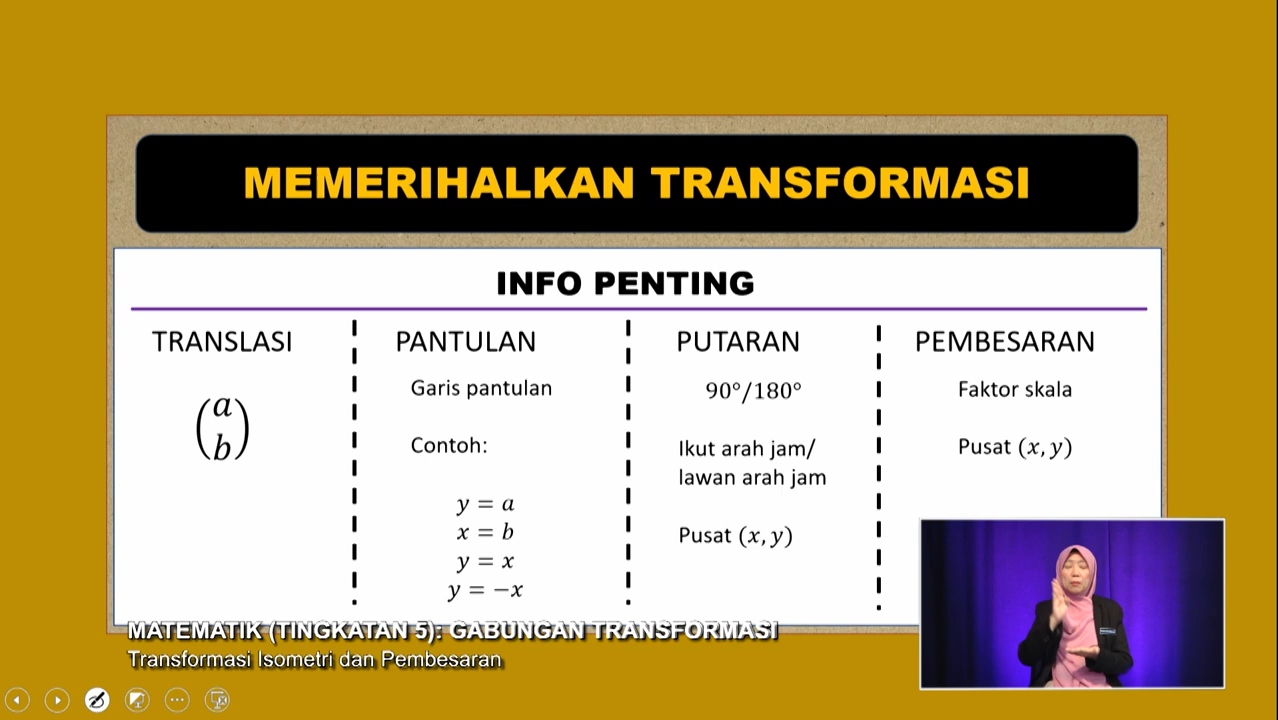 MEMERIHALKAN TRANSFORMASI
INFO PENTING
TRANSLASI
(a
b)
PANTULAN
Garis pantulan
Contoh:
y = a
x = b
y = x
y = −x
PUTARAN
90°/180°
Ikut arah jam/
lawan arah jam
Pusat (x, y)
PEMBESARAN
Faktor skala
Pusat (x, y)
MATEMATIK (TINGKATAN 5): GABUNGAN TRANSFORMASI
Transformasi Isometri dan Pembesaran